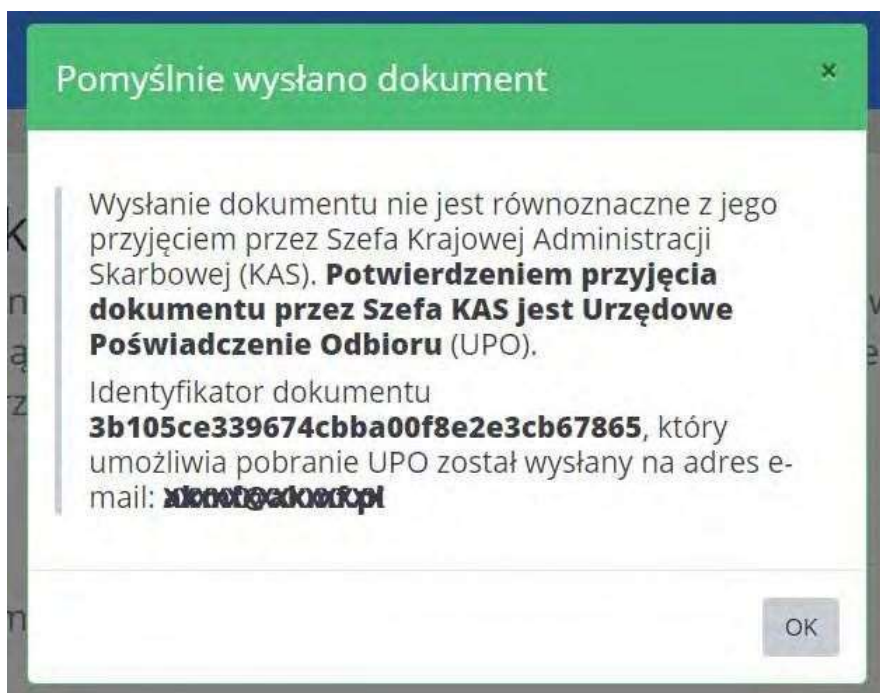 Pomyślnie wysłano dokument
×
Wysłanie dokumentu nie jest równoznaczne z jego
przyjęciem przez Szefa Krajowej Administracji
Skarbowej (KAS). Potwierdzeniem przyjęcia
dokumentu przez Szefa KAS jest Urzędowe
Poświadczenie Odbioru (UPO).
Identyfikator dokumentu
3b105ce339674cbba00f8e2e3cb67865, który
umożliwia pobranie UPO został wysłany na adres e-
mail:
OK